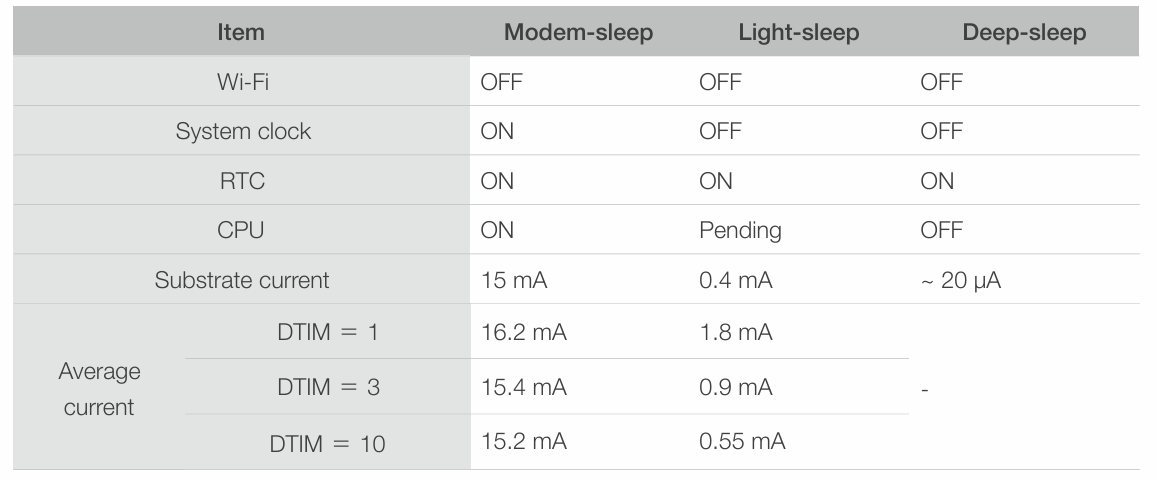 Item Modem-sleep Light-sleep Deep-sleep
Wi-Fi OFF OFF OFF
System clock ON OFF OFF
RTC ON ON ON
CPU ON Pending OFF
Substrate current 15 mA 0.4 mA ~ 20 μA
Average current
DTIM = 1 16.2 mA 1.8 mA
DTIM = 3 15.4 mA 0.9 mA -
DTIM = 10 15.2 mA 0.55 mA